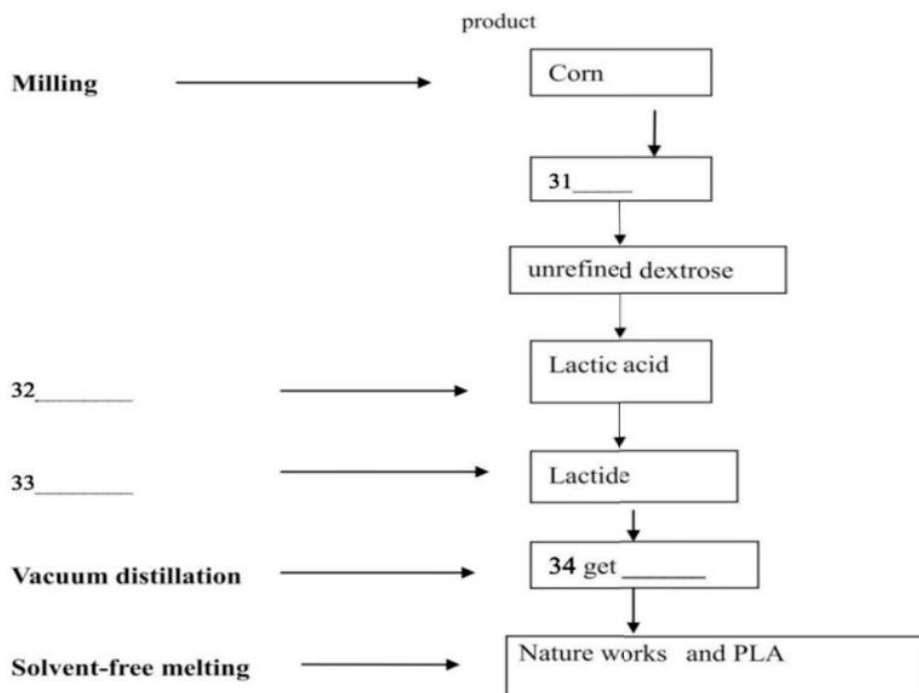 product
Milling
Corn
31_____
unrefined dextrose
Lactic acid
32________
Lactide
33________
34 get _______
Vacuum distillation
Nature works and PLA
Solvent-free melting